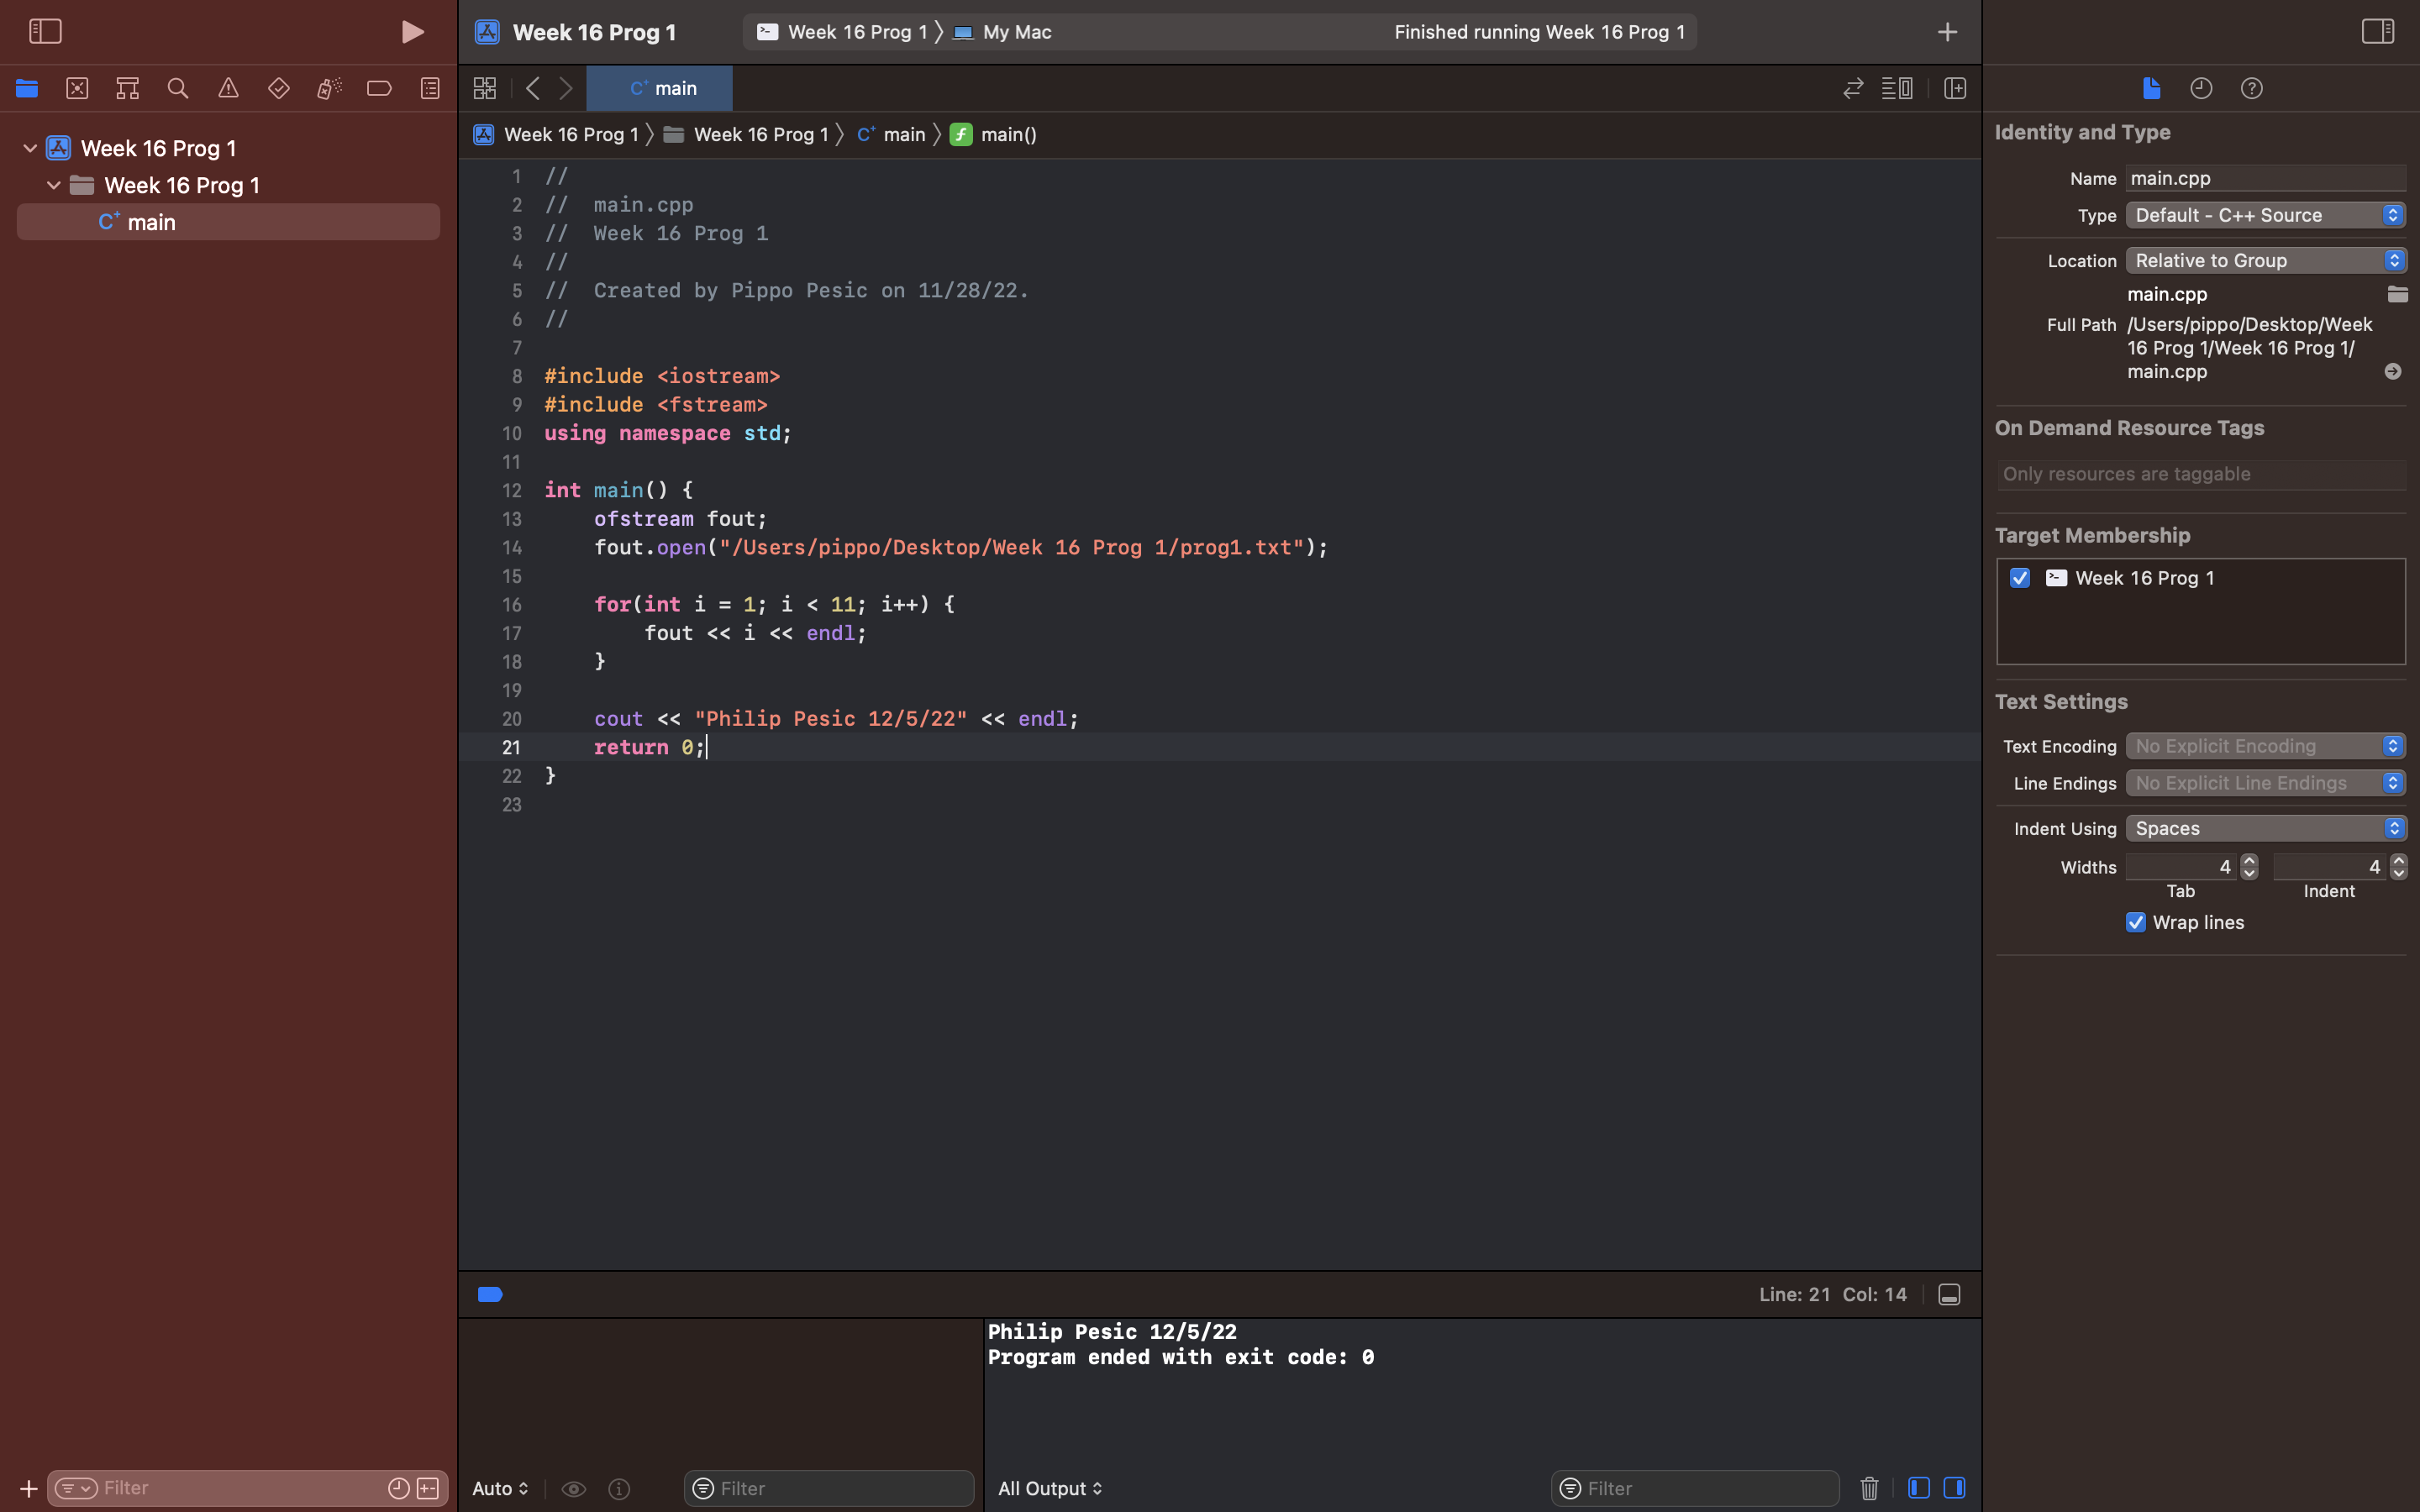 Week 16 Prog 1
Week 16 Prog 1 My Mac
Finished running Week 16 Prog 1
Week 16 Prog 1
Week 16 Prog 1
C+ main
C+ main
Week 16 Prog 1 Week 16 Prog 1 C+ main f main()
1 //
2 //  main.cpp
3 //  Week 16 Prog 1
4 //
5 //  Created by Pippo Pesic on 11/28/22.
6 //
7
8 #include <iostream>
9 #include <fstream>
10 using namespace std;
11
12 int main() {
13     ofstream fout;
14     fout.open("/Users/pippo/Desktop/Week 16 Prog 1/prog1.txt");
15
16     for(int i = 1; i < 11; i++) {
17         fout << i << endl;
18     }
19
20     cout << "Philip Pesic 12/5/22" << endl;
21     return 0;
22 }
23
Line: 21 Col: 14
Philip Pesic 12/5/22
Program ended with exit code: 0
Filter
Auto
Filter
All Output
Filter
Identity and Type
Name main.cpp
Type Default - C++ Source
Location Relative to Group
main.cpp
Full Path /Users/pippo/Desktop/Week
16 Prog 1/Week 16 Prog 1/
main.cpp
On Demand Resource Tags
Only resources are taggable
Target Membership
Week 16 Prog 1
Text Settings
Text Encoding No Explicit Encoding
Line Endings No Explicit Line Endings
Indent Using Spaces
Widths 4 4
Tab Indent
Wrap lines